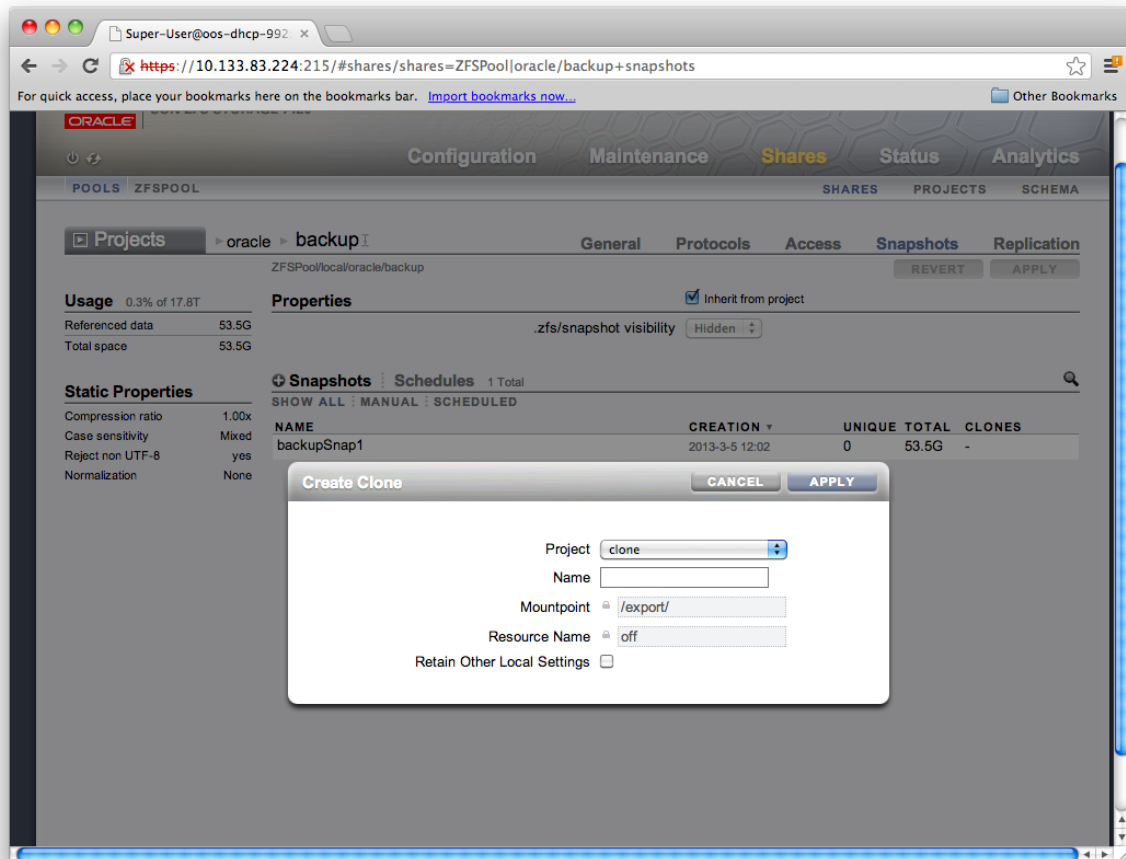 Super-User@oos-dhcp-992
https://10.133.83.224:215/#shares/shares=ZFSPool|oracle/backup+snapshots
For quick access, place your bookmarks here on the bookmarks bar. Import bookmarks now... Other Bookmarks
ORACLE
Configuration Maintenance Shares Status Analytics
POOLS ZFSPOOL SHARES PROJECTS SCHEMA
Projects oracle backup General Protocols Access Snapshots Replication
ZFSPool/local/oracle/backup REVERT APPLY
Usage 0.3% of 17.8T Properties Inherit from project
Referenced data 53.5G .zfs/snapshot visibility Hidden
Total space 53.5G
Static Properties Snapshots Schedules 1 Total
SHOW ALL MANUAL SCHEDULED
Compression ratio 1.00x NAME CREATION UNIQUE TOTAL CLONES
Case sensitivity Mixed backupSnap1 2013-3-5 12:02 0 53.5G -
Reject non UTF-8 yes
Normalization None
Create Clone CANCEL APPLY
Project clone
Name
Mountpoint /export/
Resource Name off
Retain Other Local Settings